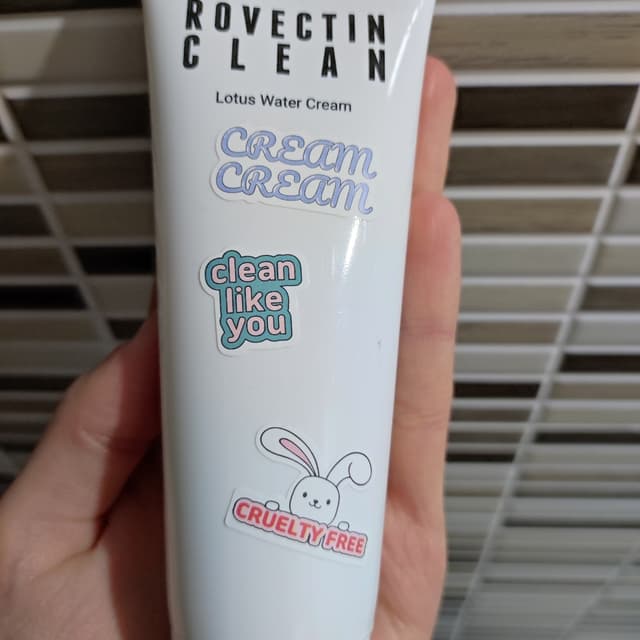 ROVECTIN
CLEAN
Lotus Water Cream
CREAM
CREAM
clean
like
you
CRUELTY FREE